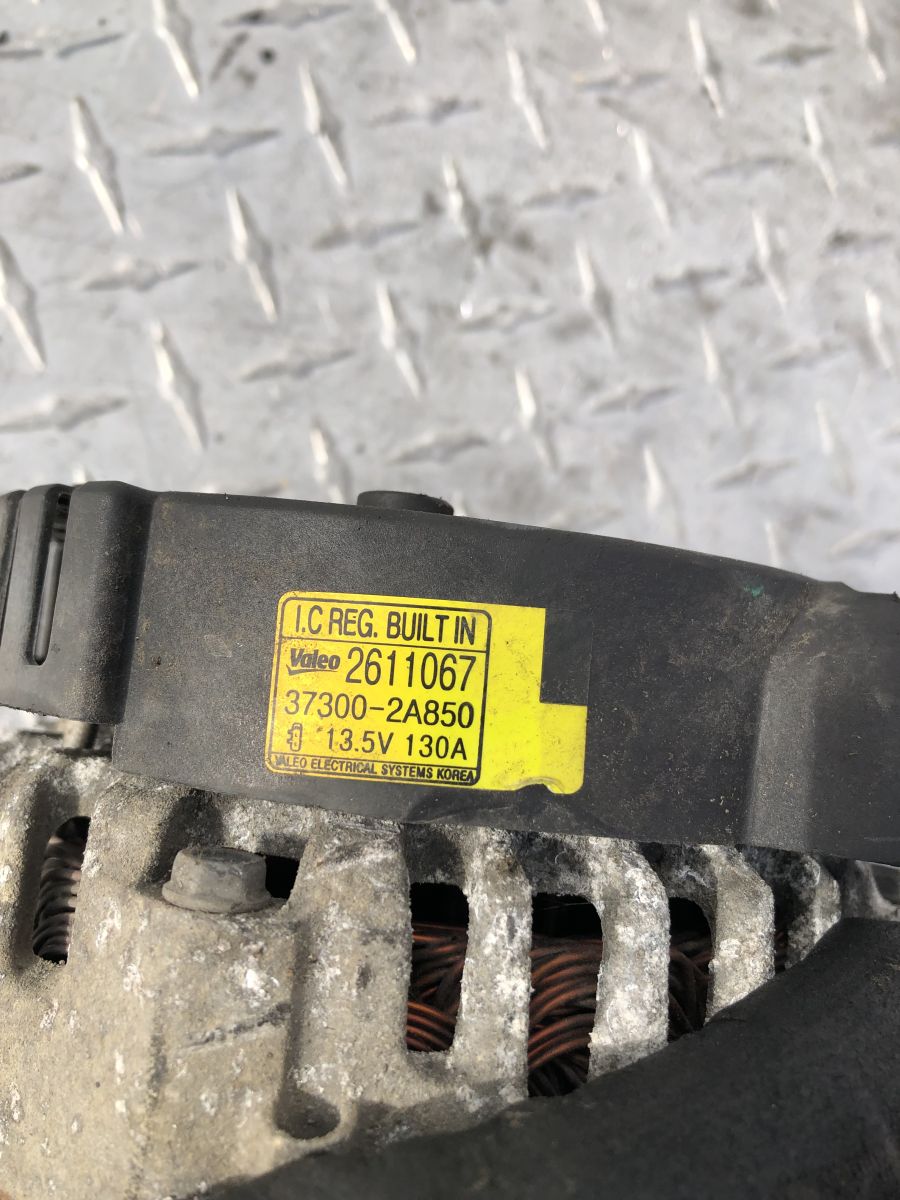 I.C REG. BUILT IN
Valeo 2611067
37300-2A850
13.5V 130A
VALEO ELECTRICAL SYSTEMS KOREA